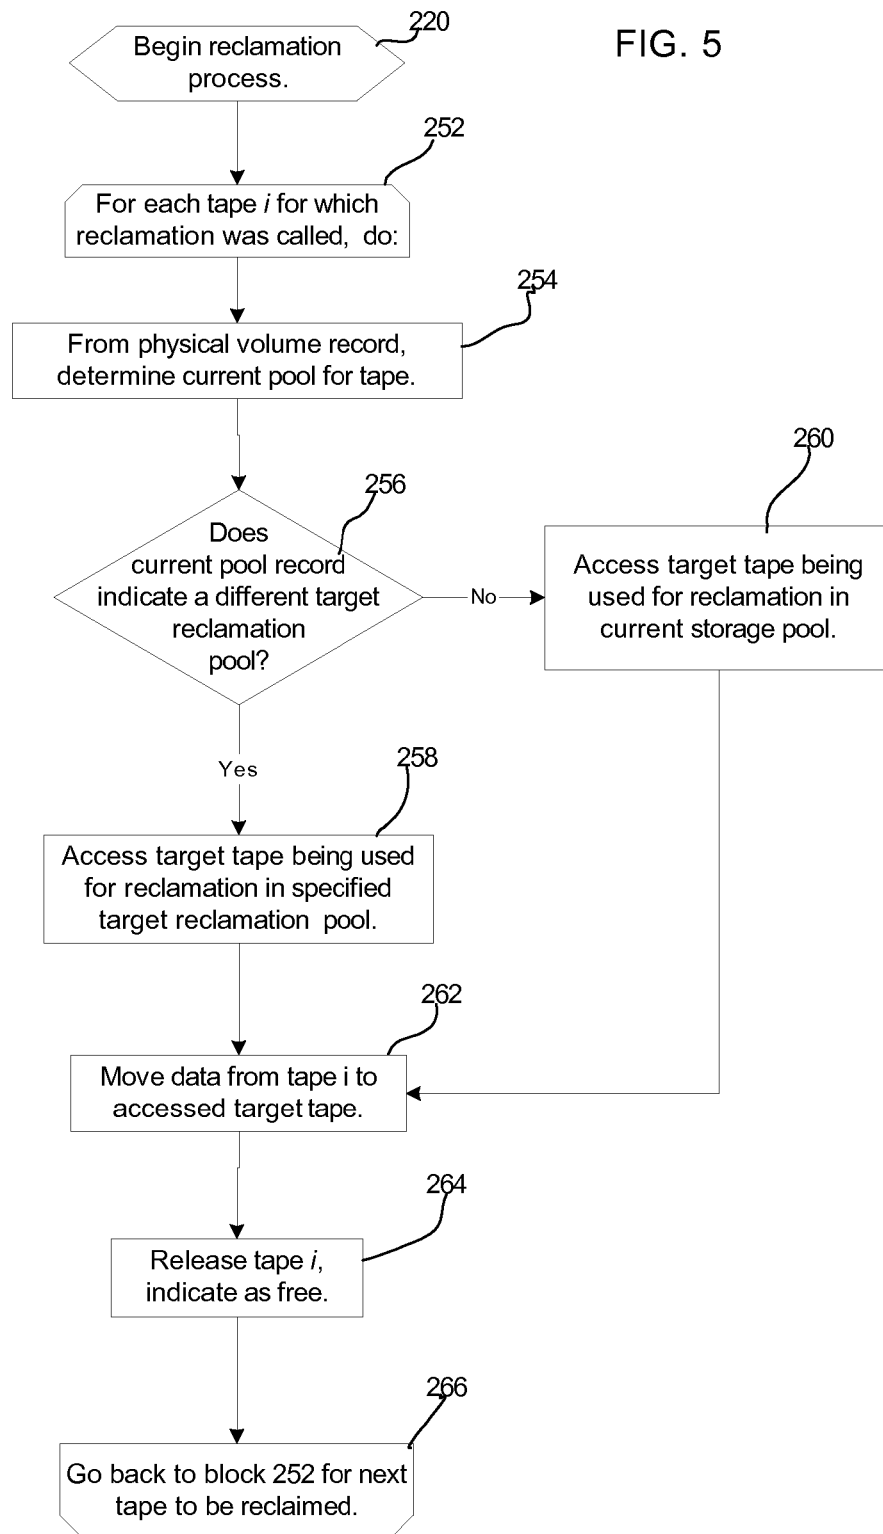 220
FIG. 5
Begin reclamation
process.
252
For each tape i for which
reclamation was called, do:
254
From physical volume record,
determine current pool for tape.
256
Does
current pool record
indicate a different target
reclamation
pool?
No
260
Access target tape being
used for reclamation in
current storage pool.
Yes
258
Access target tape being used
for reclamation in specified
target reclamation pool.
262
Move data from tape i to
accessed target tape.
264
Release tape i,
indicate as free.
266
Go back to block 252 for next
tape to be reclaimed.